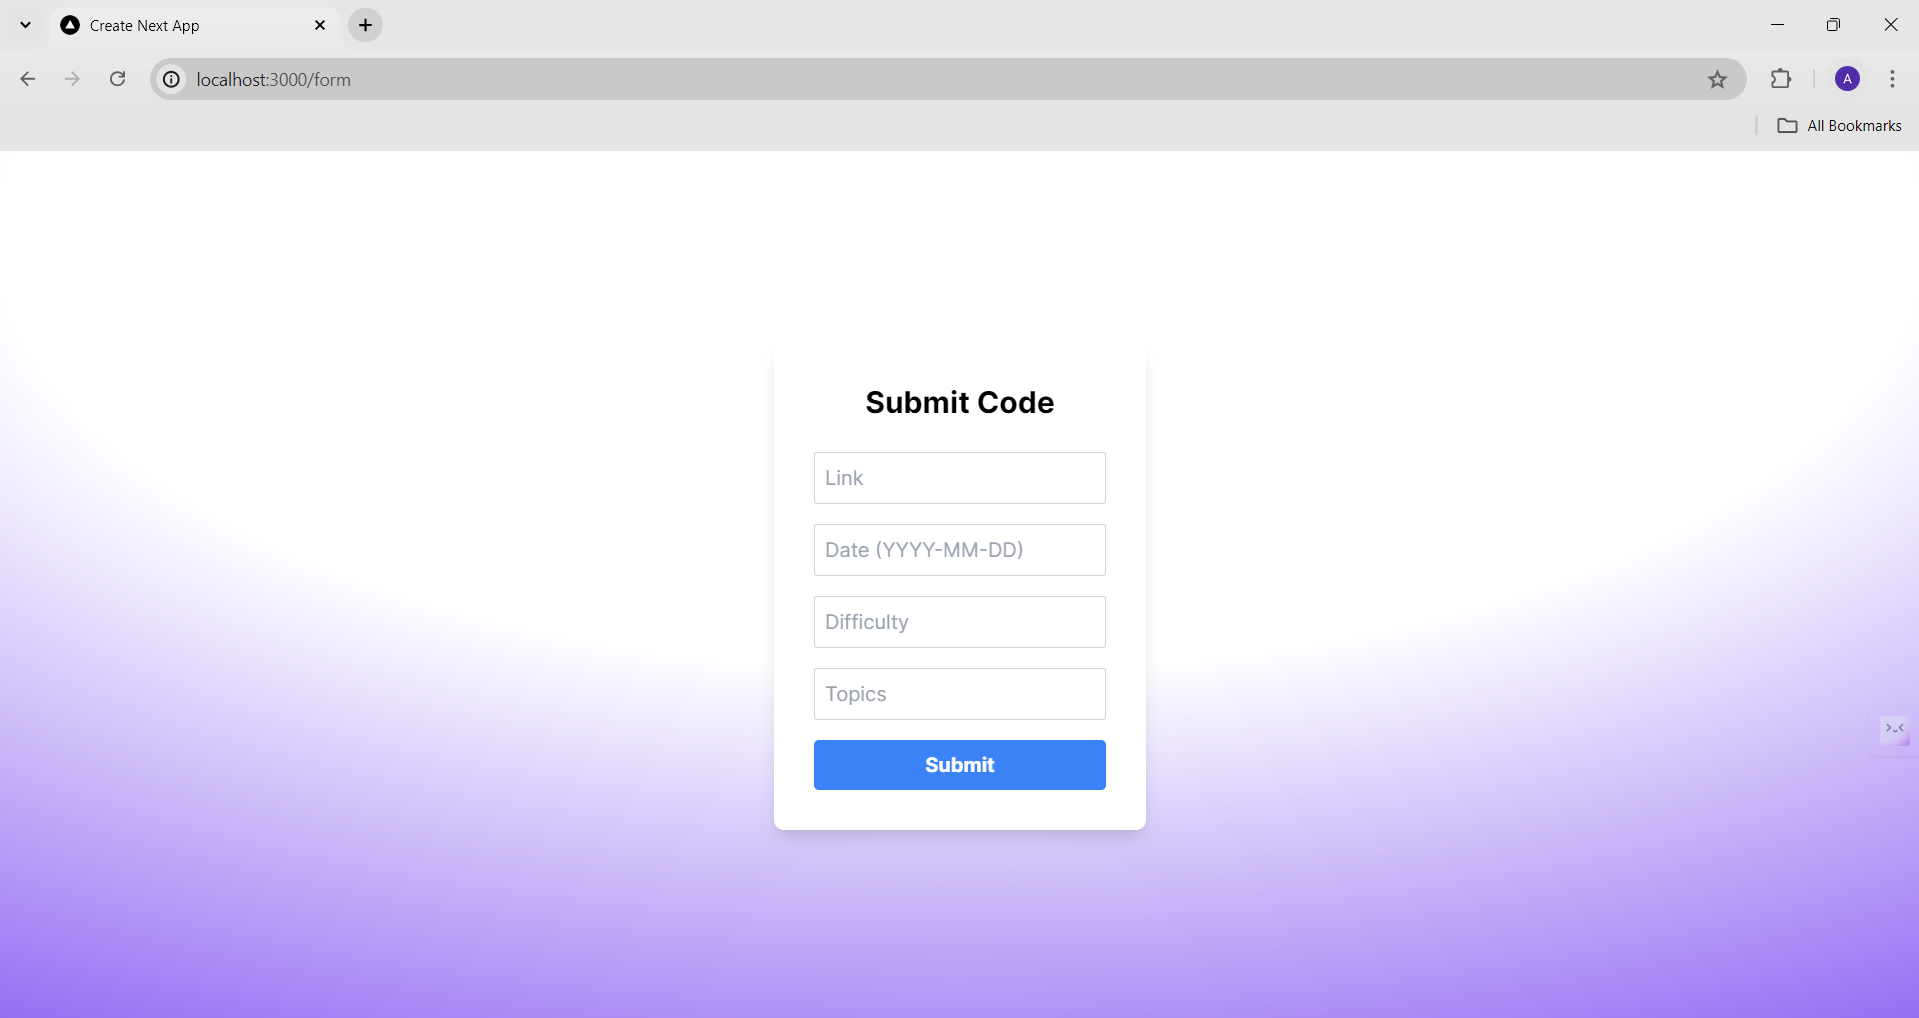 Create Next App
localhost:3000/form
A
All Bookmarks
Submit Code
Link
Date (YYYY-MM-DD)
Difficulty
Topics
Submit